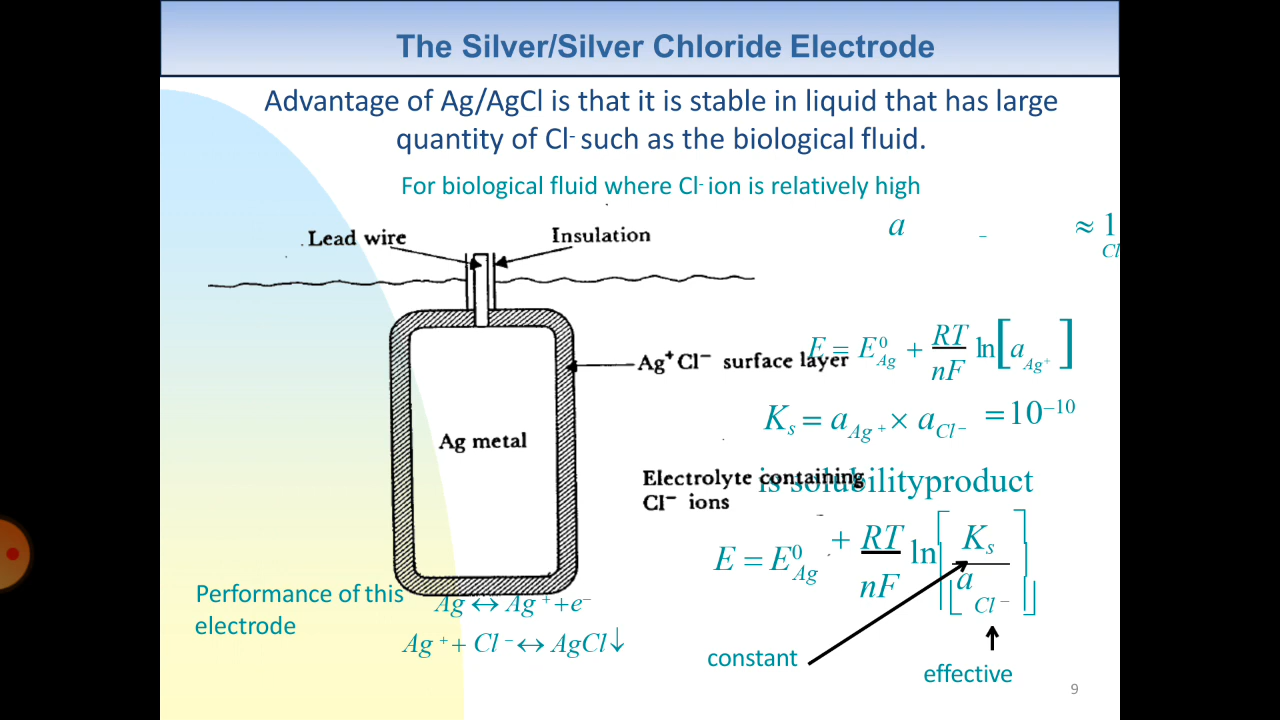 The Silver/Silver Chloride Electrode
Advantage of Ag/AgCl is that it is stable in liquid that has large
quantity of Cl⁻ such as the biological fluid.
For biological fluid where Cl⁻ ion is relatively high
a ⁻ ≈ 1
Cl
Lead wire
Insulation
Ag⁺Cl⁻ surface layer
E = E⁰_Ag + RT/nF ln[a_Ag⁺]
K_s = a_Ag⁺ × a_Cl⁻ = 10⁻¹⁰
Ag metal
is solubilityproduct
Electrolyte containing
Cl⁻ ions
E = E⁰_Ag + RT/nF ln[K_s/a_Cl⁻]
Performance of this
electrode
Ag ↔ Ag⁺ + e⁻
Ag⁺ + Cl⁻ ↔ AgCl↓
constant
effective
9